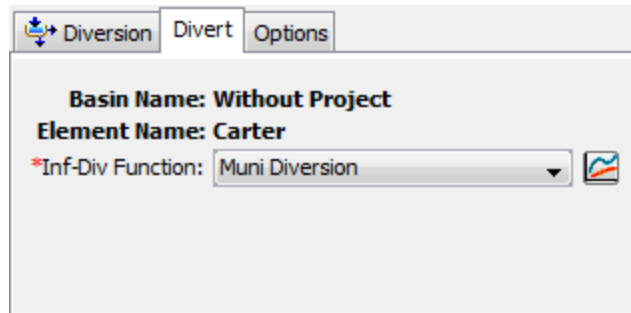 Diversion Divert Options
Basin Name: Without Project
Element Name: Carter
*Inf-Div Function: Muni Diversion